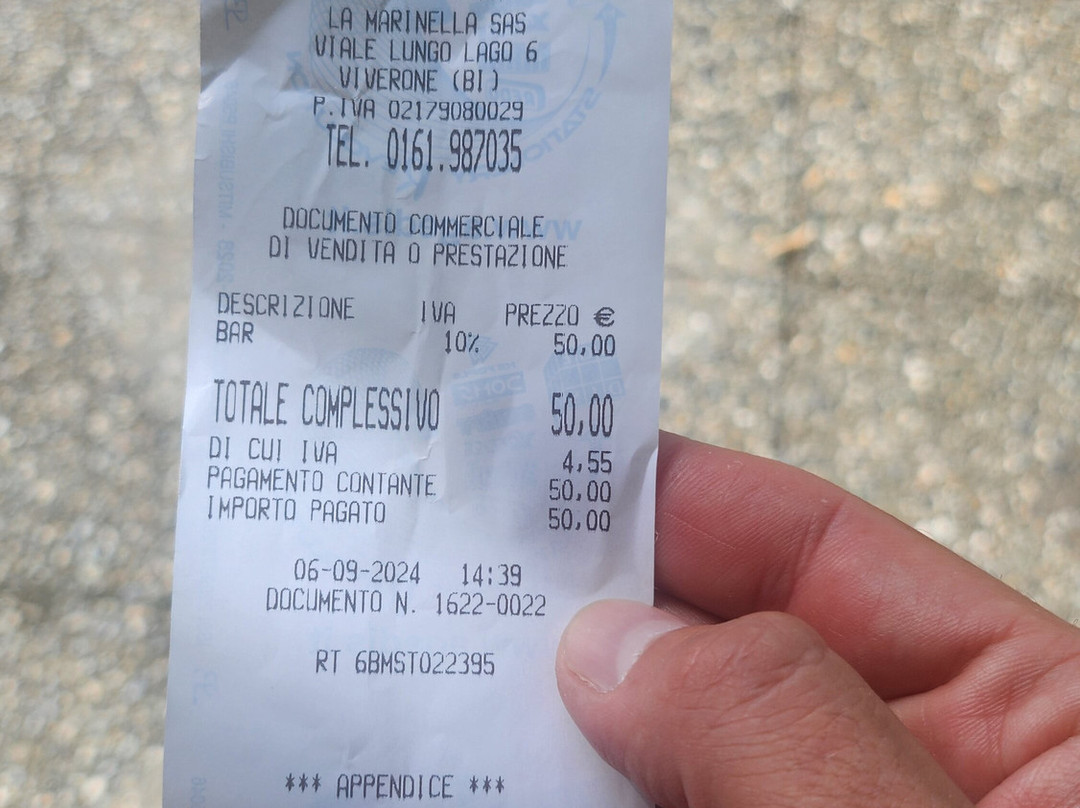 LA MARINELLA SAS
VIALE LUNGO LAGO 6
VIVERONE (BI)
P.IVA 02179080029
TEL. 0161.987035
DOCUMENTO COMMERCIALE
DI VENDITA O PRESTAZIONE
DESCRIZIONE IVA PREZZO €
BAR 10% 50,00
TOTALE COMPLESSIVO 50,00
DI CUI IVA 4,55
PAGAMENTO CONTANTE 50,00
IMPORTO PAGATO 50,00
06-09-2024 14:39
DOCUMENTO N. 1622-0022
RT 6BMST022395
*** APPENDICE ***